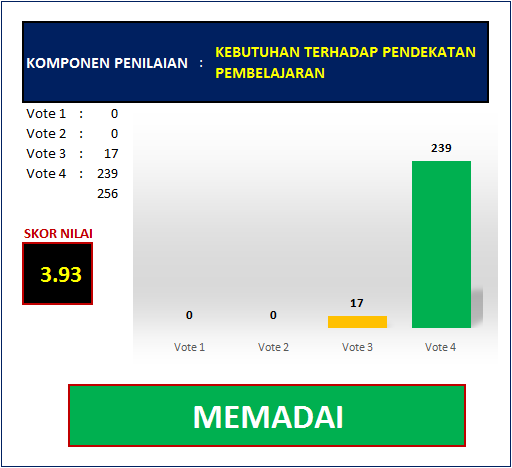 KOMPONEN PENILAIAN : KEBUTUHAN TERHADAP PENDEKATAN
PEMBELAJARAN
Vote 1 : 0
Vote 2 : 0
Vote 3 : 17
Vote 4 : 239
256
SKOR NILAI
3.93
239
17
0
0
Vote 1 Vote 2 Vote 3 Vote 4
MEMADAI